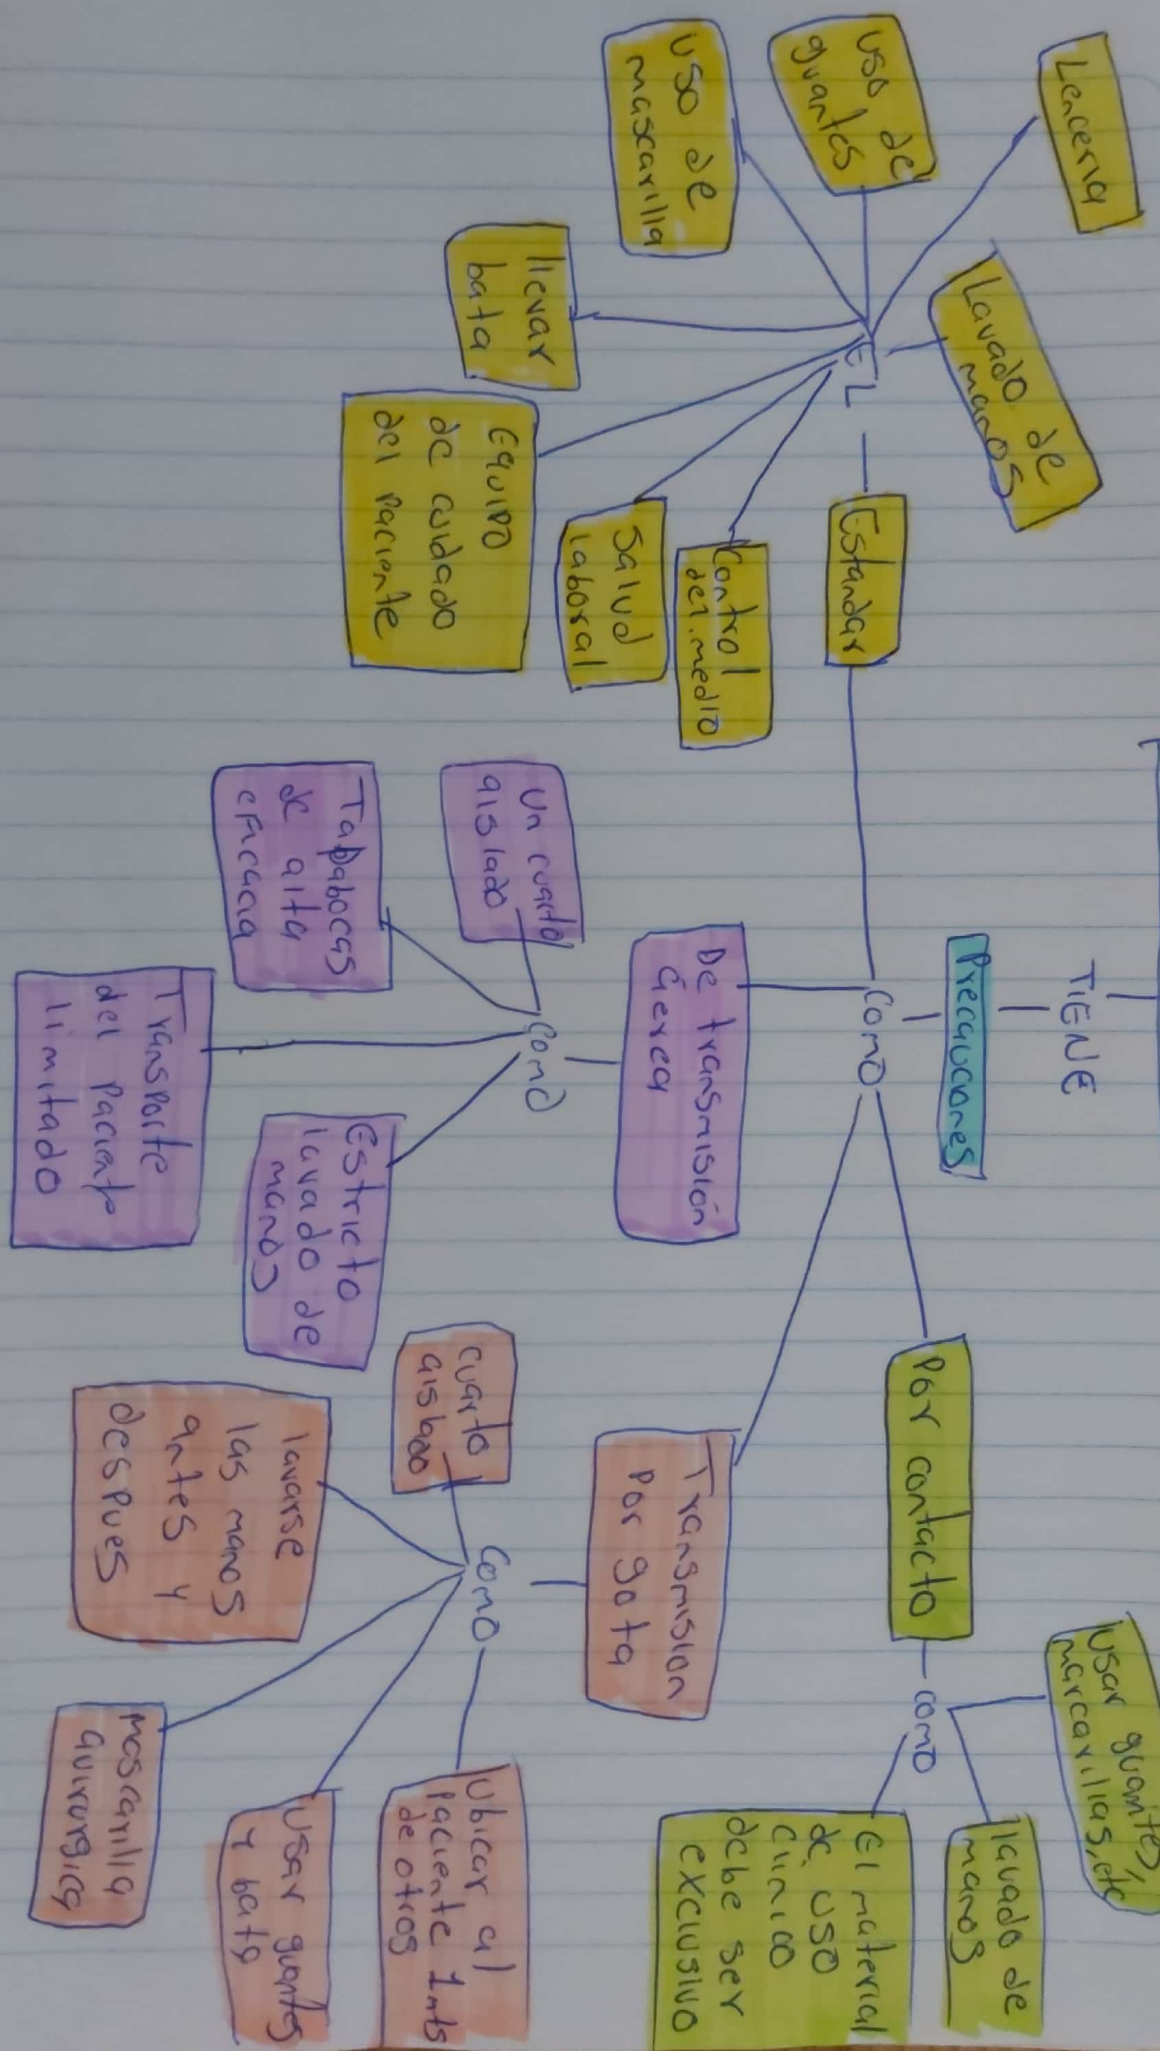 TIENE
Precauciones
Como
Estandar
EL
Lenceria
Lavado de
manos
uso de
guantes
uso de
mascarilla
llevar
bata
Equipo
de cuidado
del paciente
Salud
laboral
Control
del medio
De transmisión
áerea
Como
un cuarto
aislado
Tapabocas
de alta
eficacia
Transporte
del paciente
limitado
Estricto
lavado de
manos
Transmision
Por gota
Como
cuarto
aislado
lavarse
las manos
antes y
despues
mascarilla
quirurgica
usar guantes
y bata
Ubicar al
paciente 1mts
de otros
Por contacto
como
usar guantes,
marcarillas, etc
lavado de
manos
El material
de uso
clinico
debe ser
exclusivo